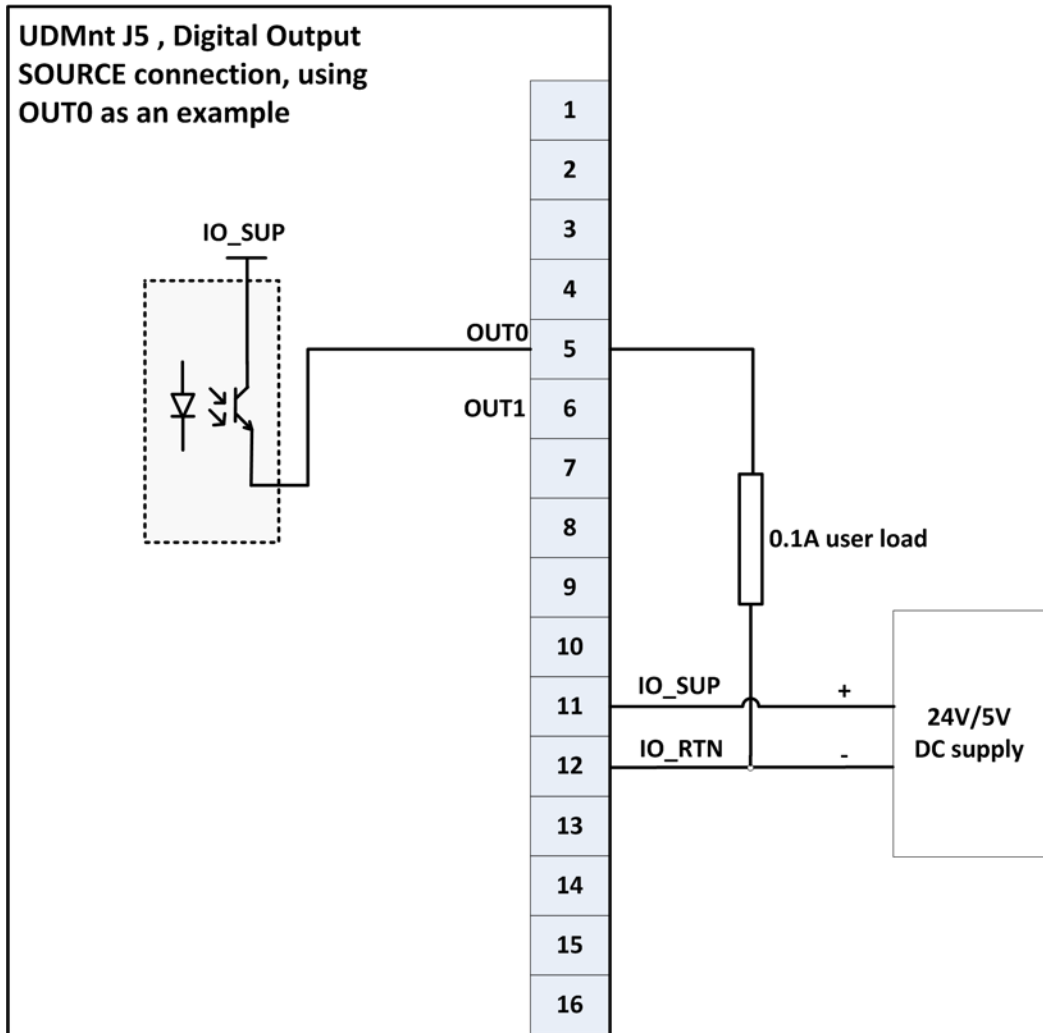 UDMnt J5 , Digital Output
SOURCE connection, using
OUT0 as an example
1
2
3
IO_SUP
4
OUT0
5
OUT1
6
7
8
0.1A user load
9
10
IO_SUP
+
11
24V/5V
DC supply
IO_RTN
-
12
13
14
15
16